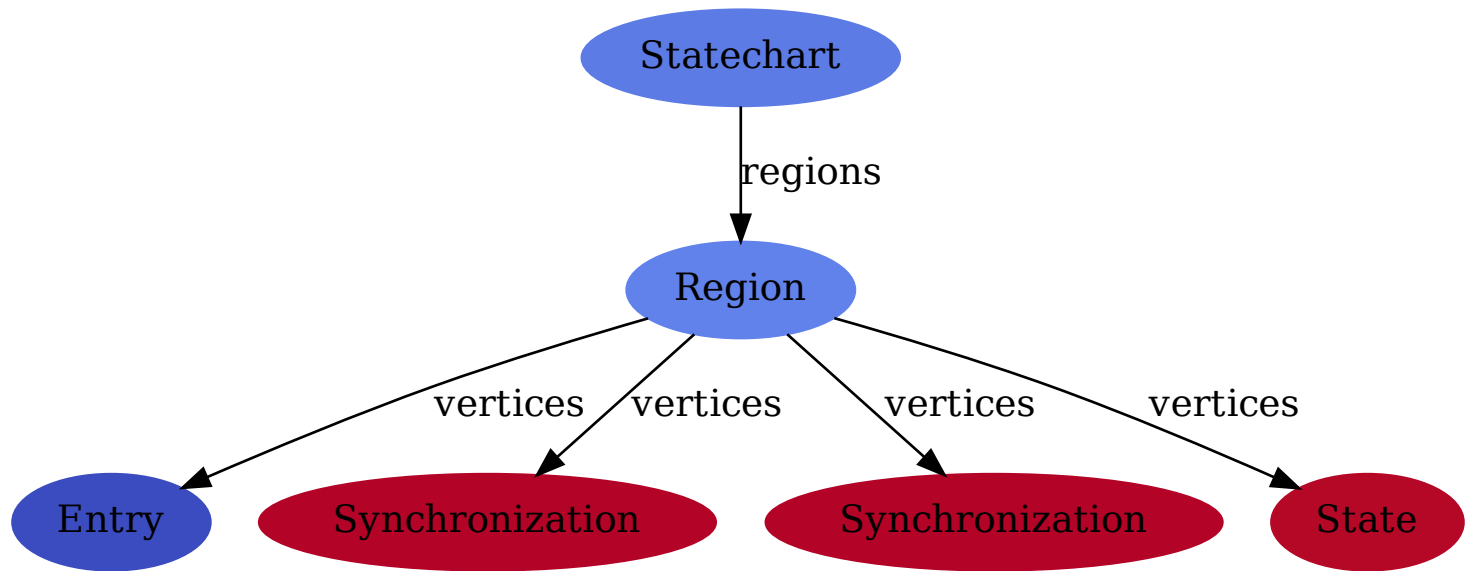 Statechart
regions
Region
vertices
vertices
vertices
vertices
Entry
Synchronization
Synchronization
State